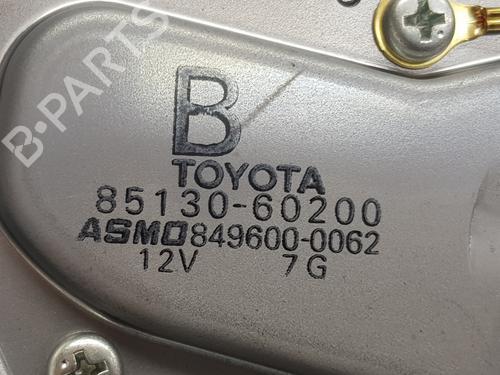 B-PARTS
B
TOYOTA
85130-60200
ASMO 849600-0062
12V 7G